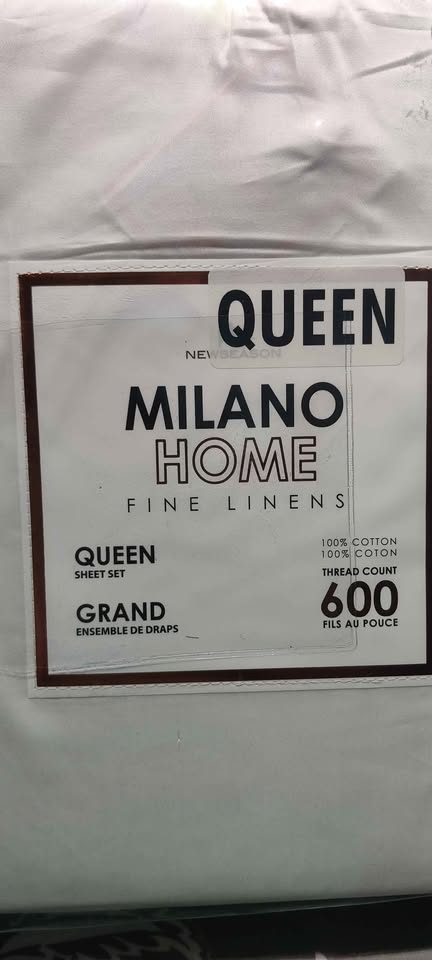 QUEEN
NEWSEASON
MILANO
HOME
FINE LINENS
QUEEN
SHEET SET
GRAND
ENSEMBLE DE DRAPS
100% COTTON
100% COTON
THREAD COUNT
600
FILS AU POUCE